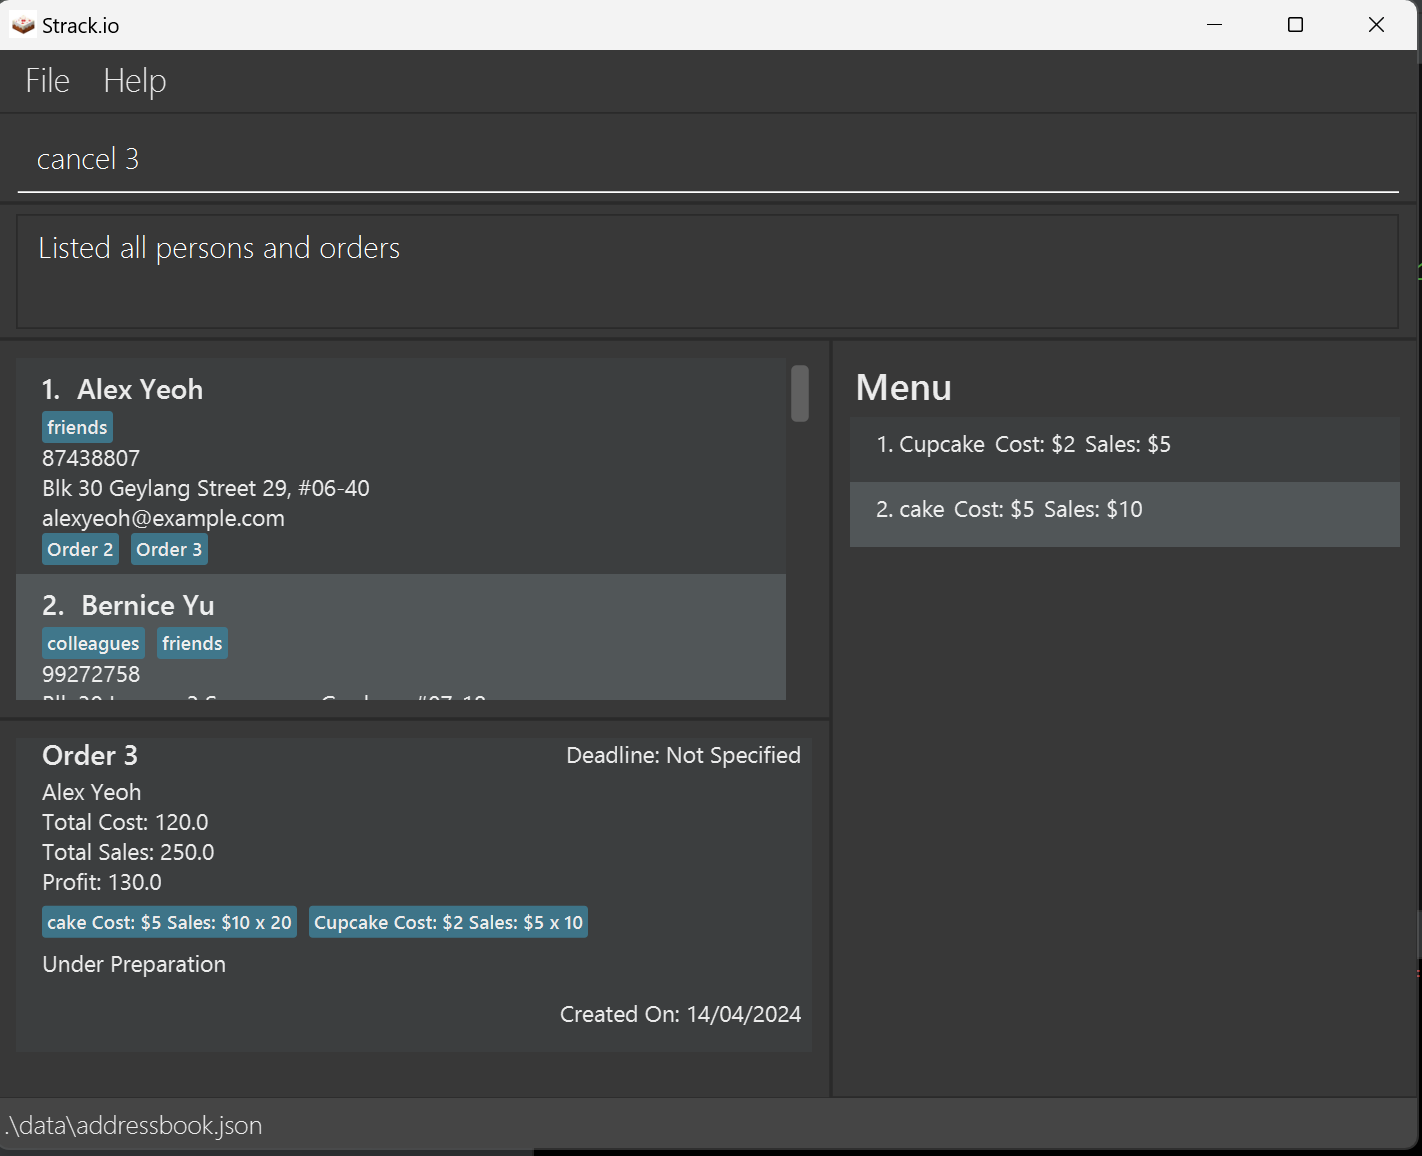 Strack.io
File Help
cancel 3
Listed all persons and orders
1. Alex Yeoh
friends
87438807
Blk 30 Geylang Street 29, #06-40
alexyeoh@example.com
Order 2 Order 3
2. Bernice Yu
colleagues friends
99272758
Menu
1. Cupcake Cost: $2 Sales: $5
2. cake Cost: $5 Sales: $10
Order 3 Deadline: Not Specified
Alex Yeoh
Total Cost: 120.0
Total Sales: 250.0
Profit: 130.0
cake Cost: $5 Sales: $10 x 20 Cupcake Cost: $2 Sales: $5 x 10
Under Preparation
Created On: 14/04/2024
.\data\addressbook.json